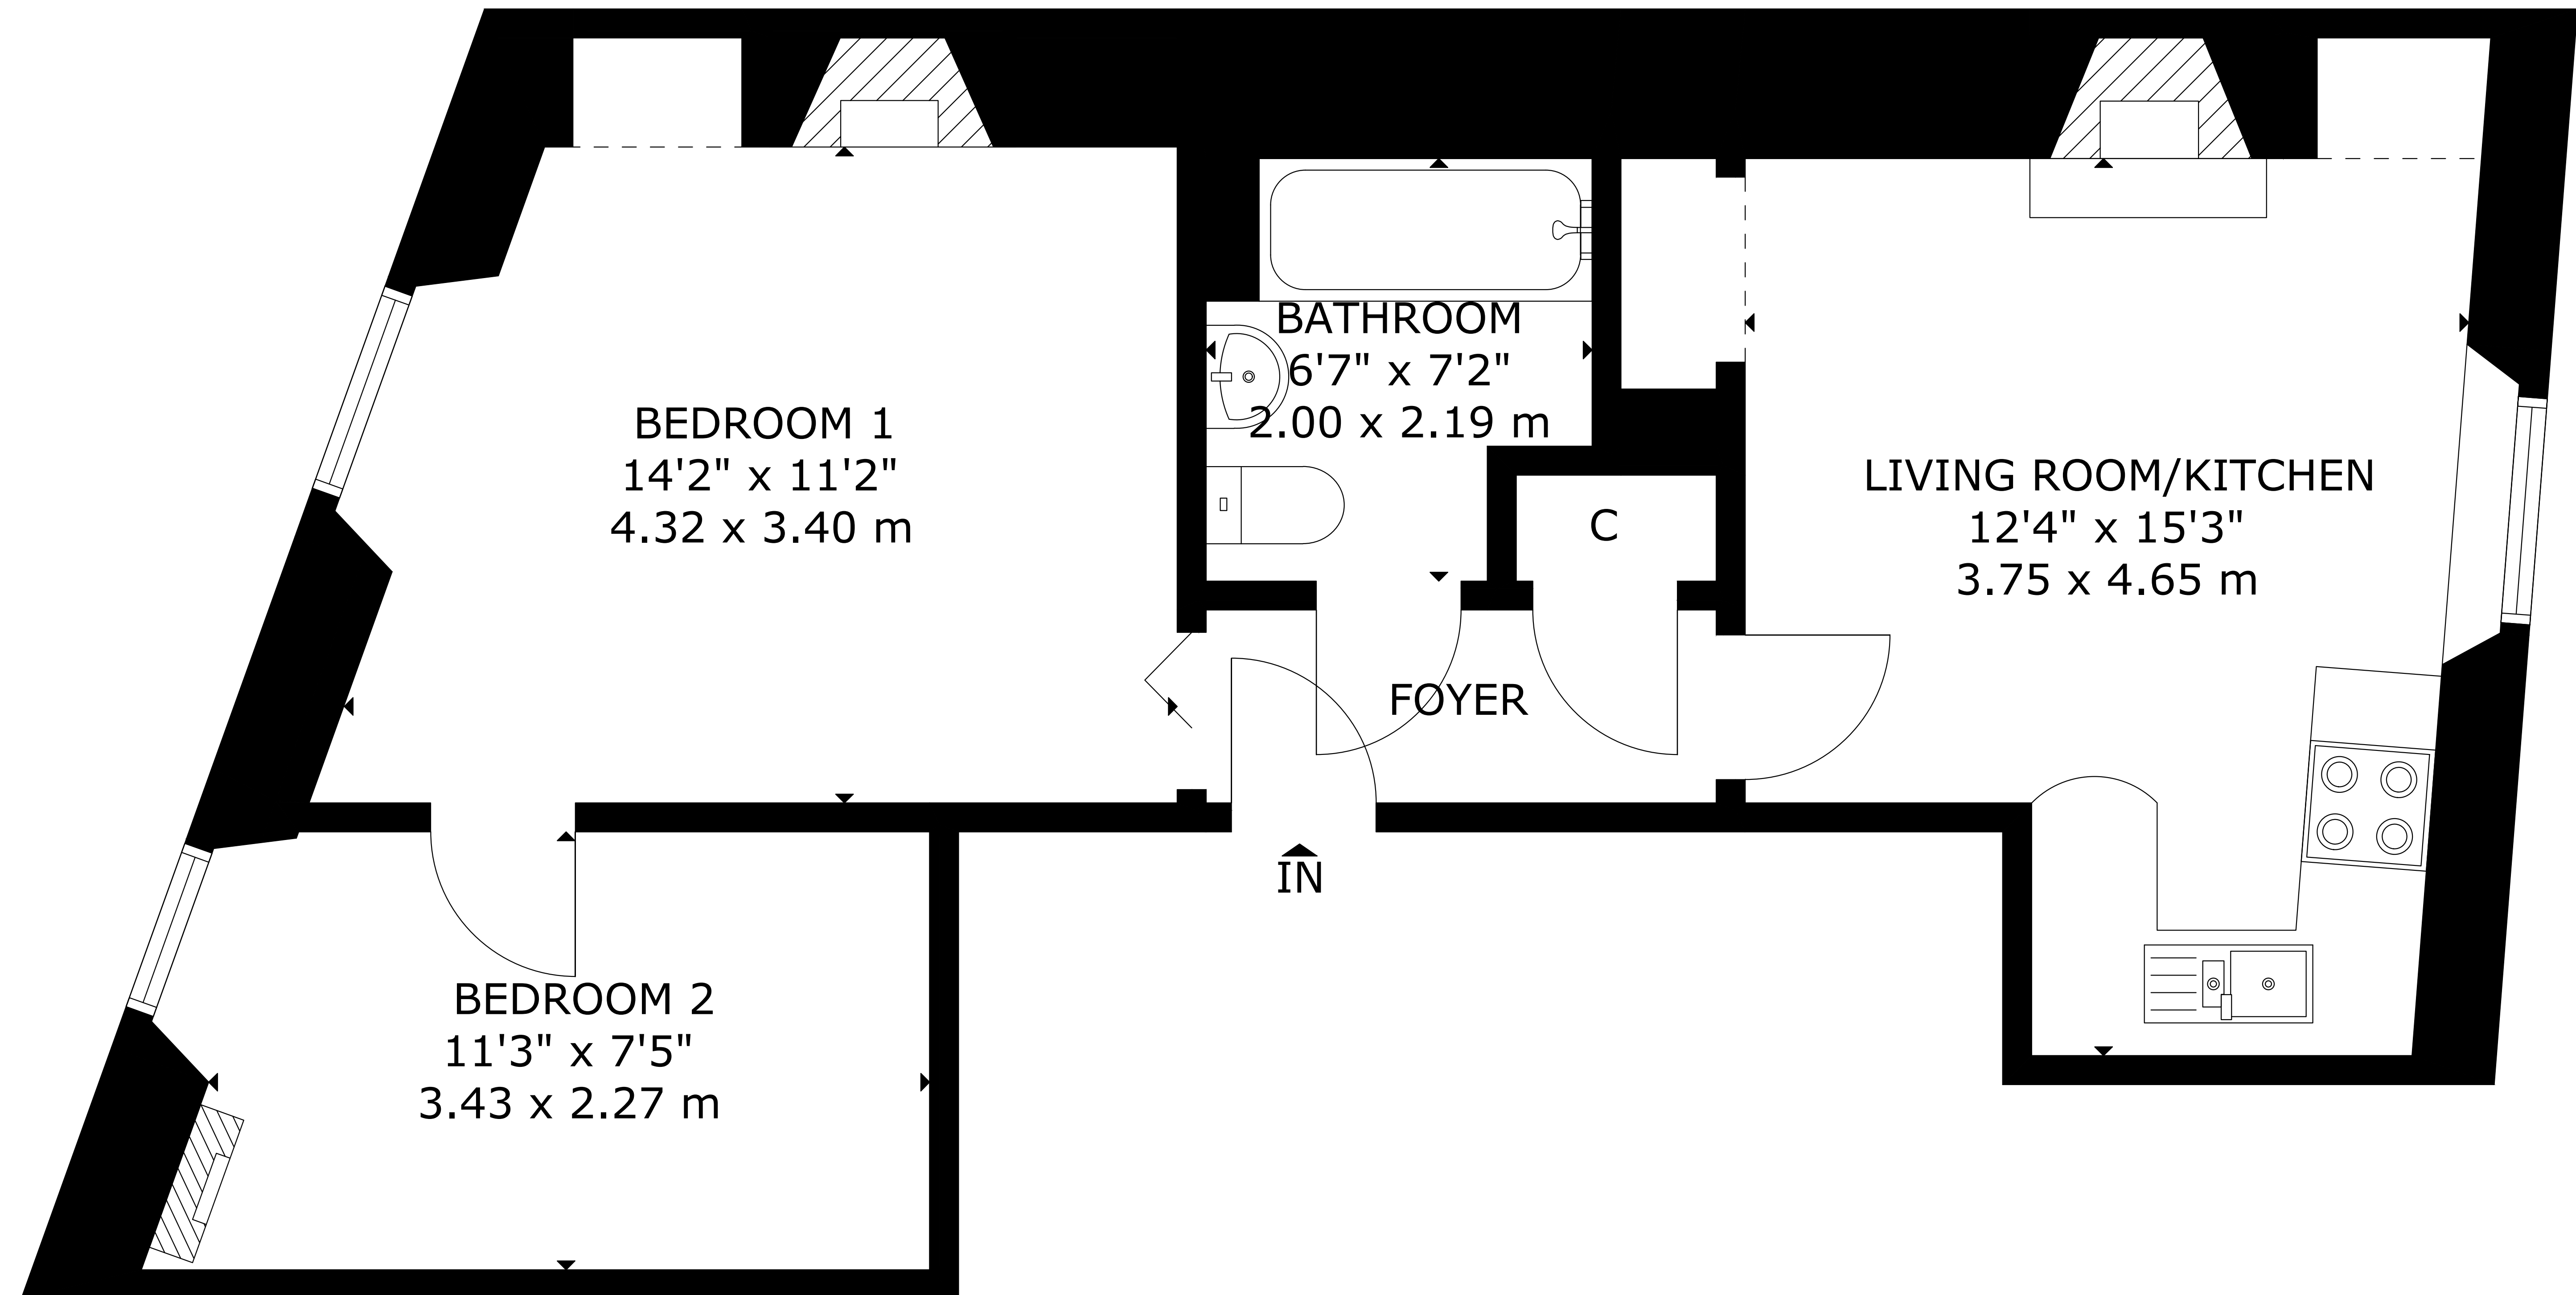 BEDROOM 1
14'2" x 11'2"
4.32 x 3.40 m
BATHROOM
6'7" x 7'2"
2.00 x 2.19 m
C
LIVING ROOM/KITCHEN
12'4" x 15'3"
3.75 x 4.65 m
FOYER
IN
BEDROOM 2
11'3" x 7'5"
3.43 x 2.27 m